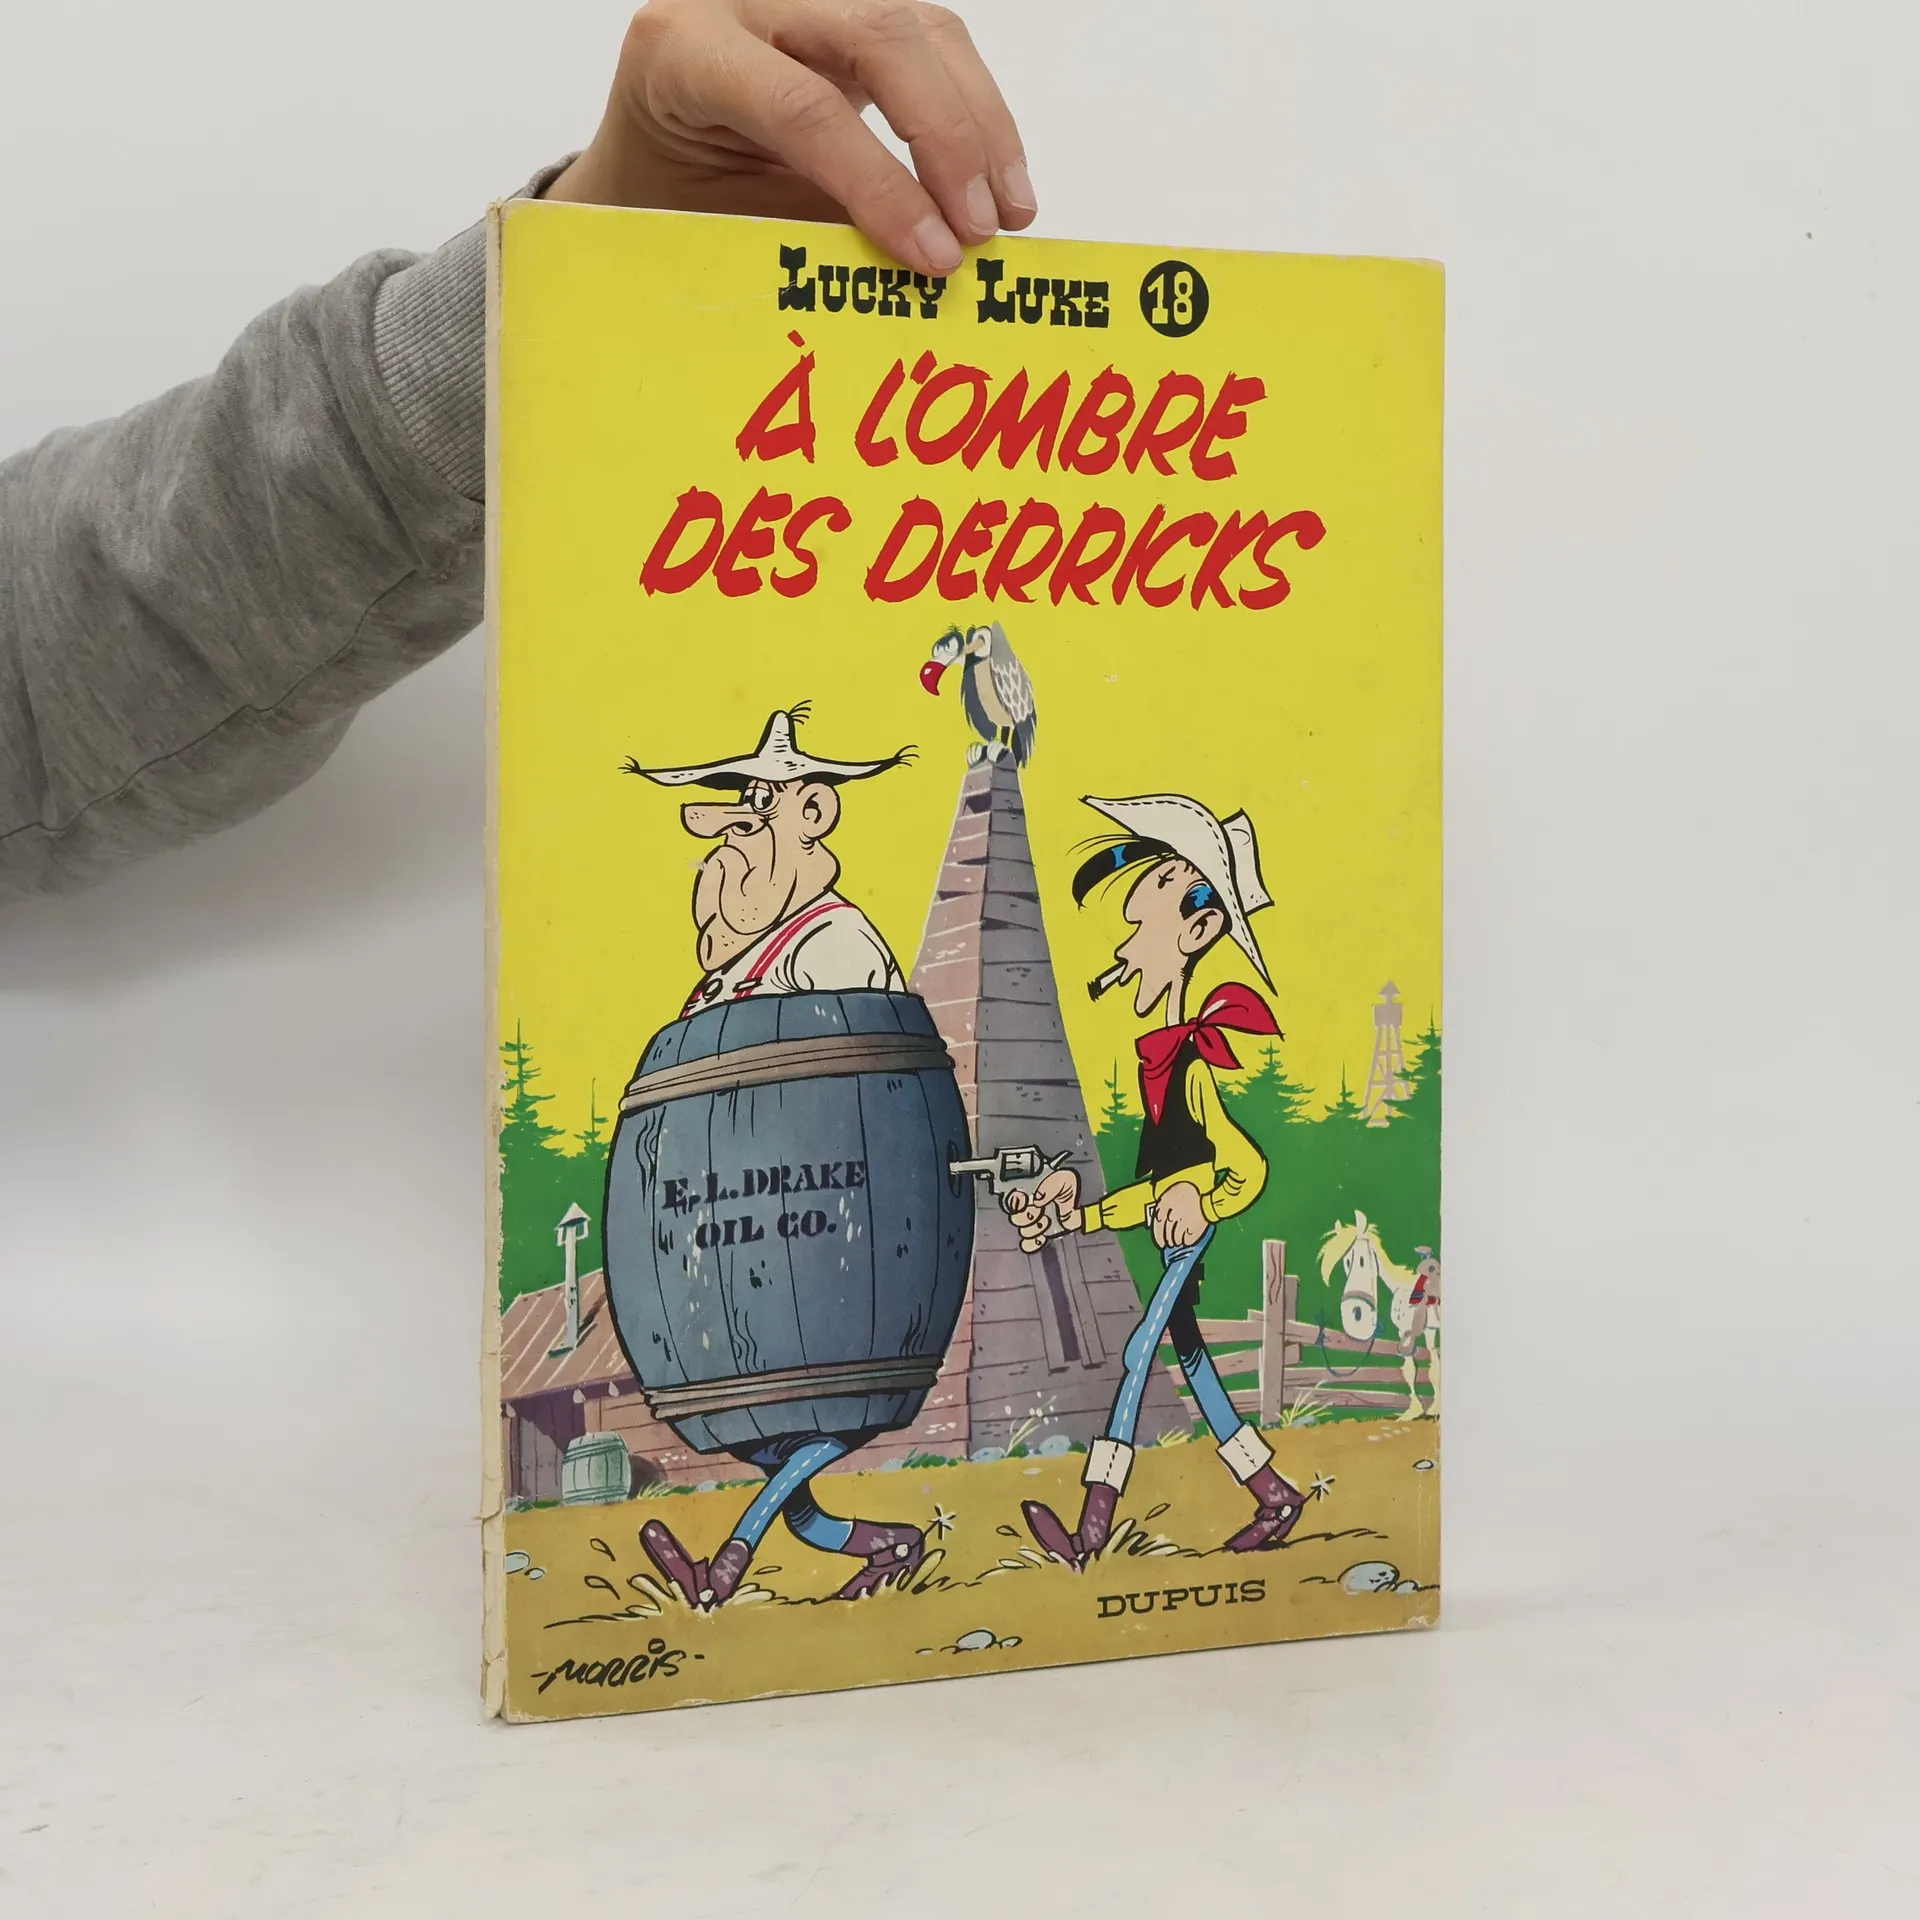 LUCKY LUKE 18
À L'OMBRE
DES DERRICKS
E.L.DRAKE
OIL CO.
DUPUIS
-MORRIS-